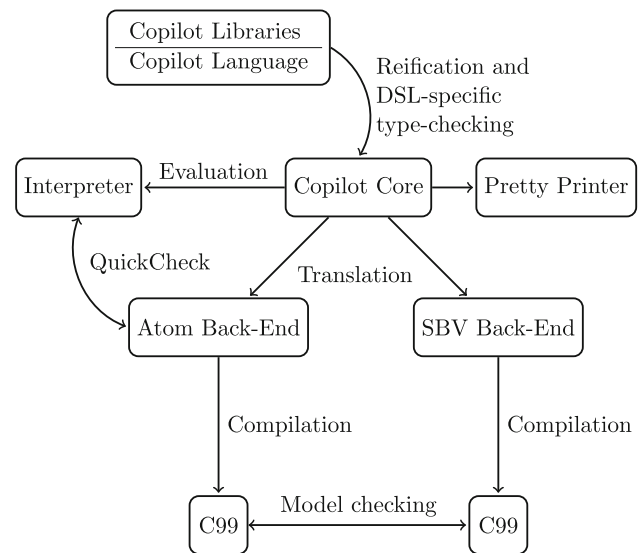 Copilot Libraries
Copilot Language
Reification and
DSL-specific
type-checking
Interpreter
Evaluation
Copilot Core
Pretty Printer
QuickCheck
Translation
Atom Back-End
SBV Back-End
Compilation
Compilation
C99
Model checking
C99